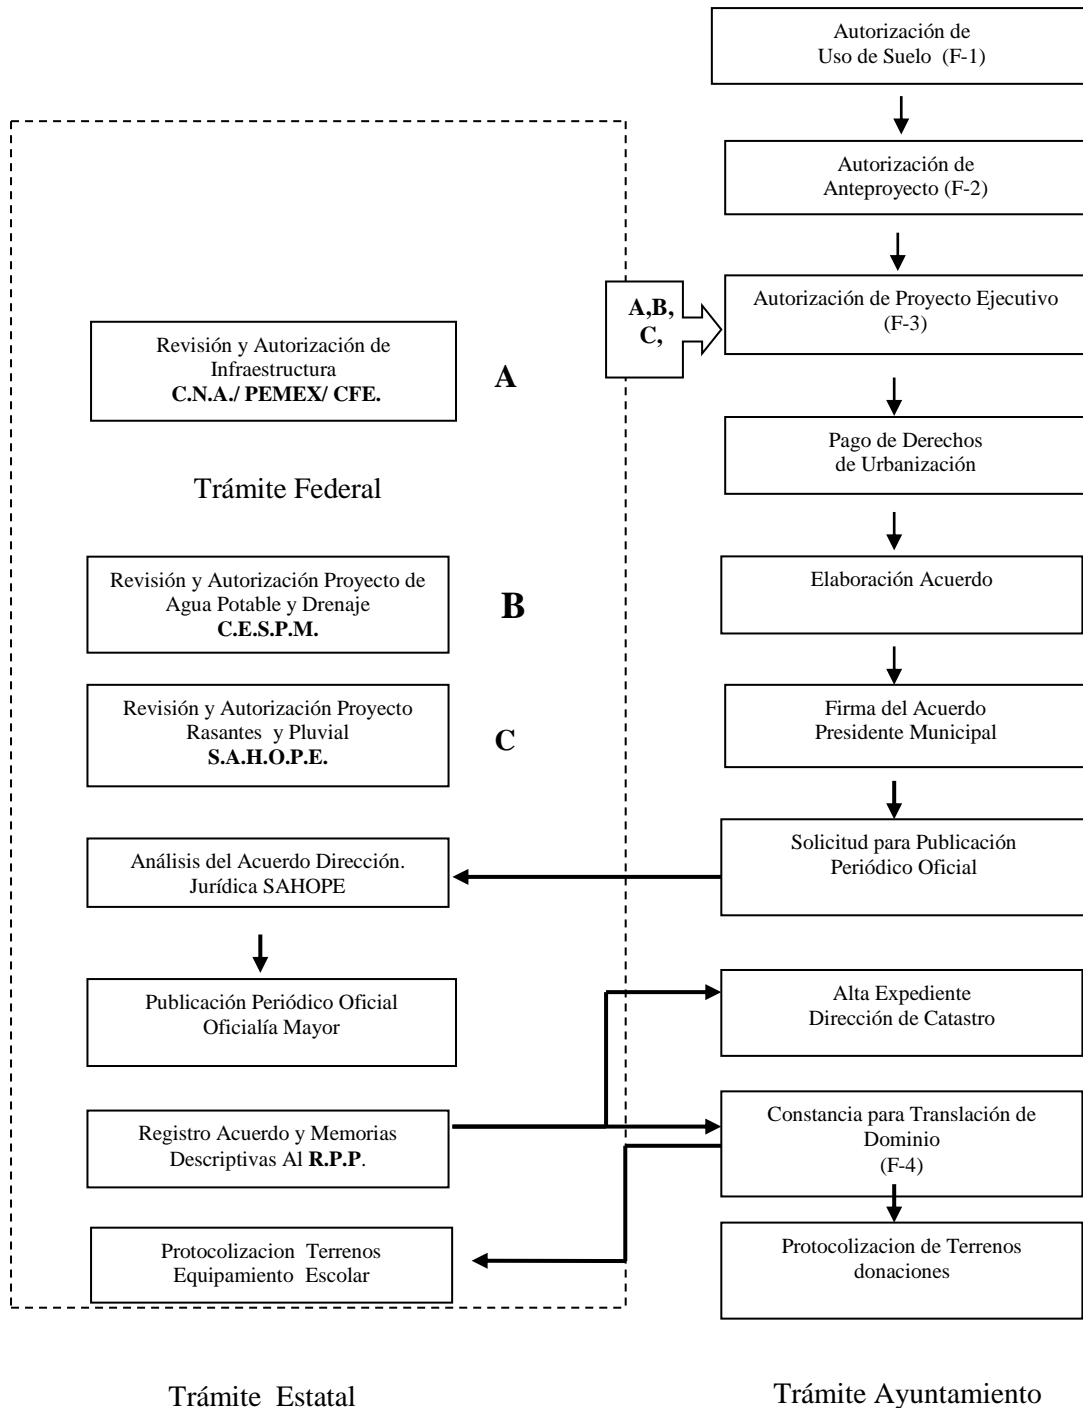 Autorización de
Uso de Suelo (F-1)
Autorización de
Anteproyecto (F-2)
A,B,
C,
Autorización de Proyecto Ejecutivo
(F-3)
Revisión y Autorización de
Infraestructura
C.N.A./ PEMEX/ CFE.
A
Trámite Federal
Pago de Derechos
de Urbanización
Revisión y Autorización Proyecto de
Agua Potable y Drenaje
C.E.S.P.M.
B
Elaboración Acuerdo
Revisión y Autorización Proyecto
Rasantes y Pluvial
S.A.H.O.P.E.
C
Firma del Acuerdo
Presidente Municipal
Solicitud para Publicación
Periódico Oficial
Análisis del Acuerdo Dirección.
Jurídica SAHOPE
Publicación Periódico Oficial
Oficialía Mayor
Alta Expediente
Dirección de Catastro
Registro Acuerdo y Memorias
Descriptivas Al R.P.P.
Constancia para Translación de
Dominio
(F-4)
Protocolizacion Terrenos
Equipamiento Escolar
Protocolizacion de Terrenos
donaciones
Trámite Estatal
Trámite Ayuntamiento